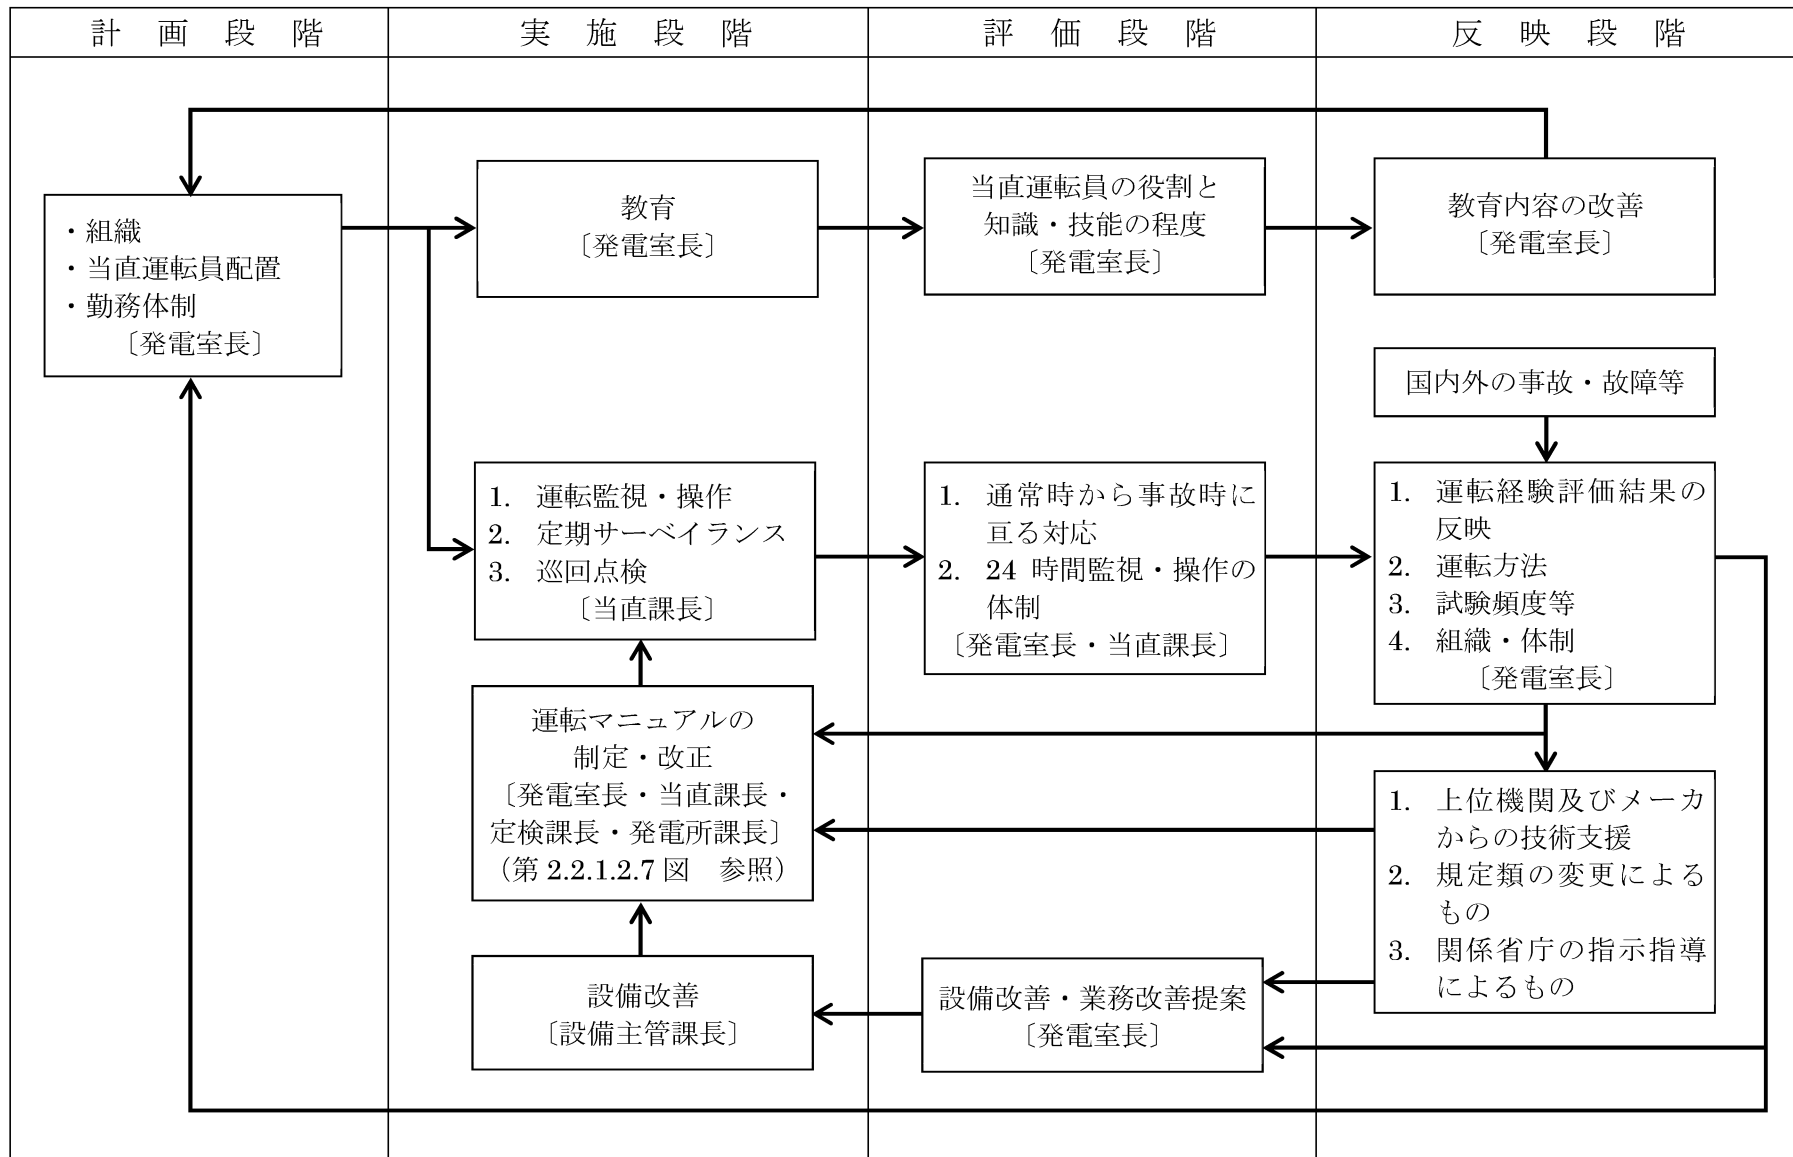 計画段階
実施段階
評価段階
反映段階
・組織
・当直運転員配置
・勤務体制
〔発電室長〕
教育
〔発電室長〕
当直運転員の役割と
知識・技能の程度
〔発電室長〕
教育内容の改善
〔発電室長〕
国内外の事故・故障等
1. 運転監視・操作
2. 定期サーベイランス
3. 巡回点検
〔当直課長〕
1. 通常時から事故時に
亘る対応
2. 24 時間監視・操作の
体制
〔発電室長・当直課長〕
1. 運転経験評価結果の
反映
2. 運転方法
3. 試験頻度等
4. 組織・体制
〔発電室長〕
運転マニュアルの
制定・改正
〔発電室長・当直課長・
定検課長・発電所課長〕
（第 2.2.1.2.7 図　参照）
1. 上位機関及びメーカ
からの技術支援
2. 規定類の変更による
もの
3. 関係省庁の指示指導
によるもの
設備改善
〔設備主管課長〕
設備改善・業務改善提案
〔発電室長〕